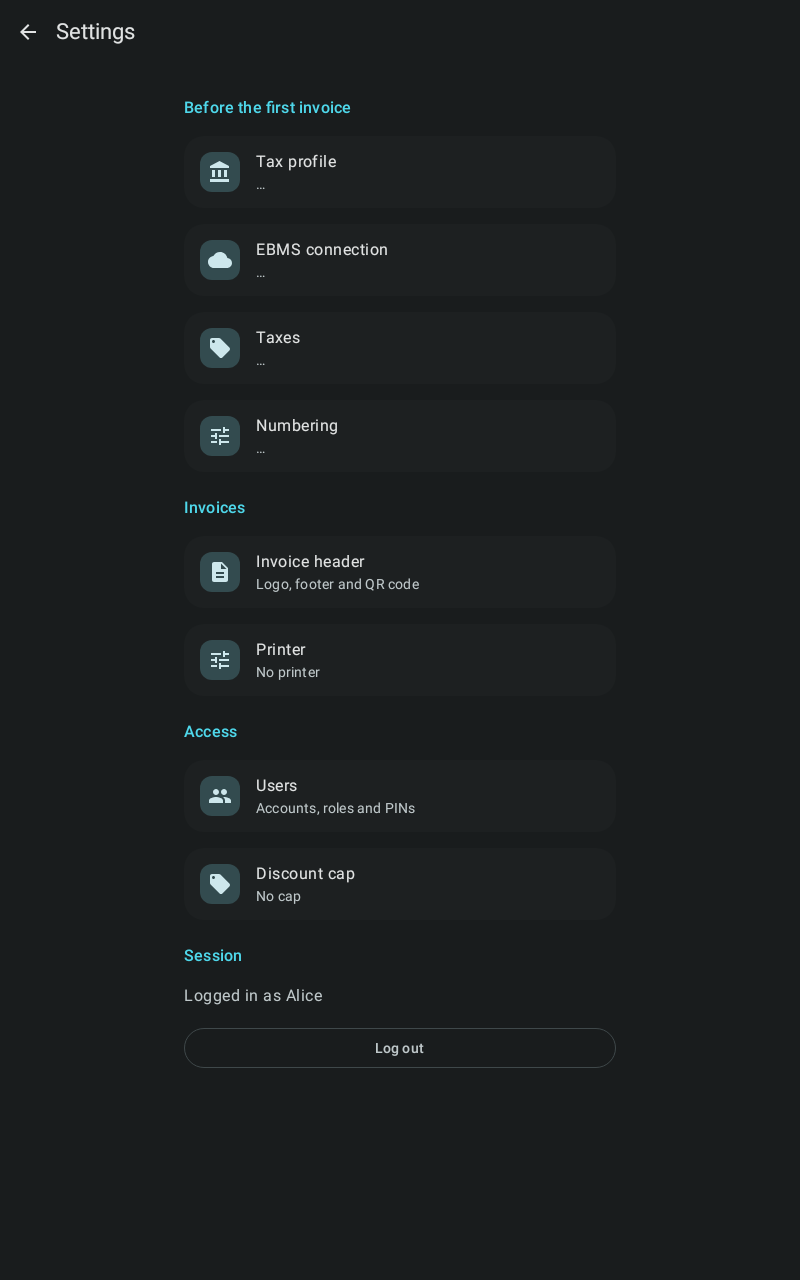 Settings
Before the first invoice
Tax profile
…
EBMS connection
…
Taxes
…
Numbering
…
Invoices
Invoice header
Logo, footer and QR code
Printer
No printer
Access
Users
Accounts, roles and PINs
Discount cap
No cap
Session
Logged in as Alice
Log out